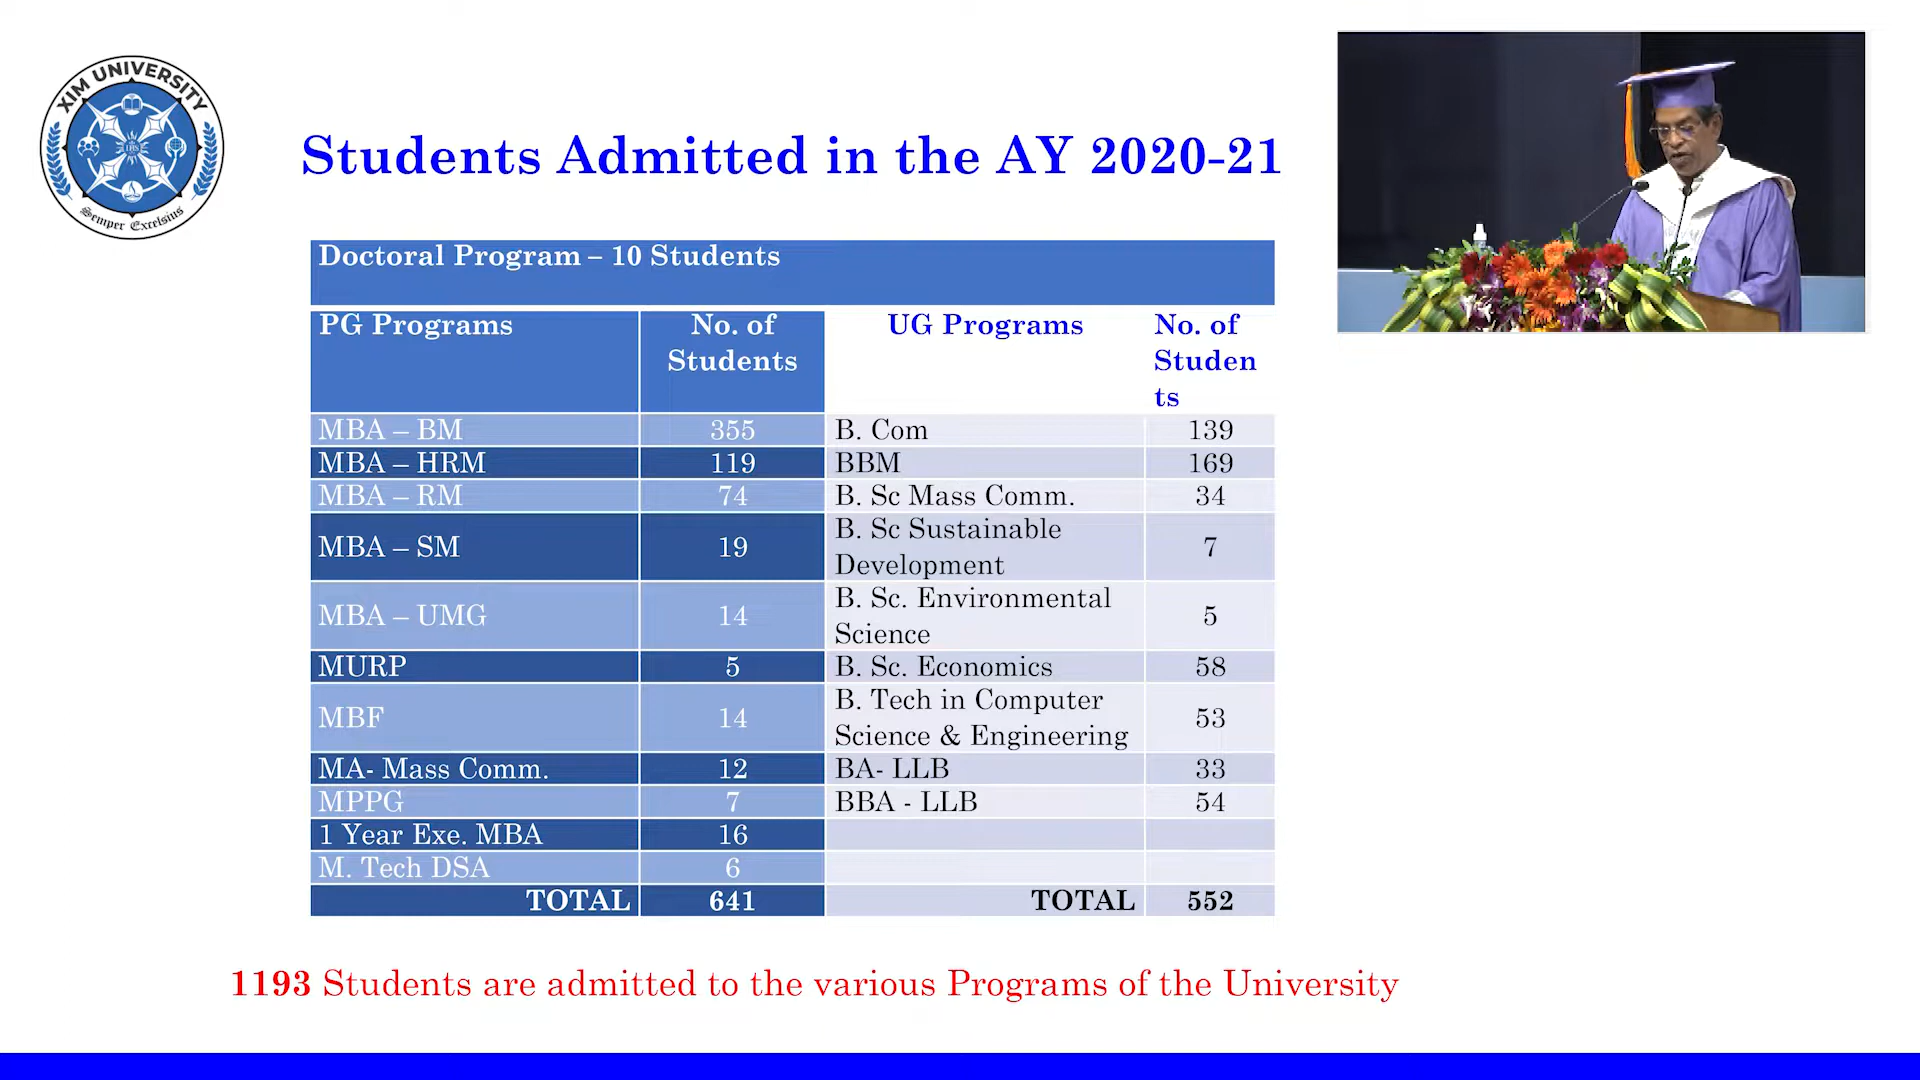 XIM UNIVERSITY
IHS
Semper Excelsius
Students Admitted in the AY 2020-21
Doctoral Program – 10 Students
PG Programs No. of Students UG Programs No. of Students
MBA – BM 355 B. Com 139
MBA – HRM 119 BBM 169
MBA – RM 74 B. Sc Mass Comm. 34
MBA – SM 19 B. Sc Sustainable Development 7
MBA – UMG 14 B. Sc. Environmental Science 5
MURP 5 B. Sc. Economics 58
MBF 14 B. Tech in Computer Science & Engineering 53
MA- Mass Comm. 12 BA- LLB 33
MPPG 7 BBA - LLB 54
1 Year Exe. MBA 16
M. Tech DSA 6
TOTAL 641 TOTAL 552
1193 Students are admitted to the various Programs of the University